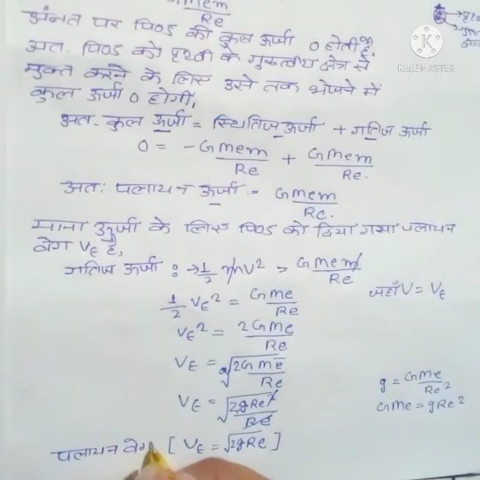 GMem
Re
अंनत पर पिण्ड की कुल ऊर्जा 0 होती है,
अतः पिण्ड को पृथ्वी के गुरुत्वीय क्षेत्र से
मुक्त करने के लिए उसे तक भेजने में
कुल ऊर्जा 0 होगी,
अतः कुल ऊर्जा = स्थितिज ऊर्जा + गतिज ऊर्जा
0 = -GMem/Re + GMem/Re.
अतः पलायन ऊर्जा = GMem/Re.
माना ऊर्जा के लिए पिण्ड को दिया गया पलायन
वेग Ve है,
गतिज ऊर्जा :→ 1/2 mV² = GMem/Re
जहाँ V = Ve
1/2 Ve² = GMe/Re
Ve² = 2GMe/Re
Ve = √2GMe/Re
g = GMe/Re²
Ve = √2gRe²/Re
GMe = gRe²
पलायन वेग [ Ve = √2gRe ]
KINEMASTER